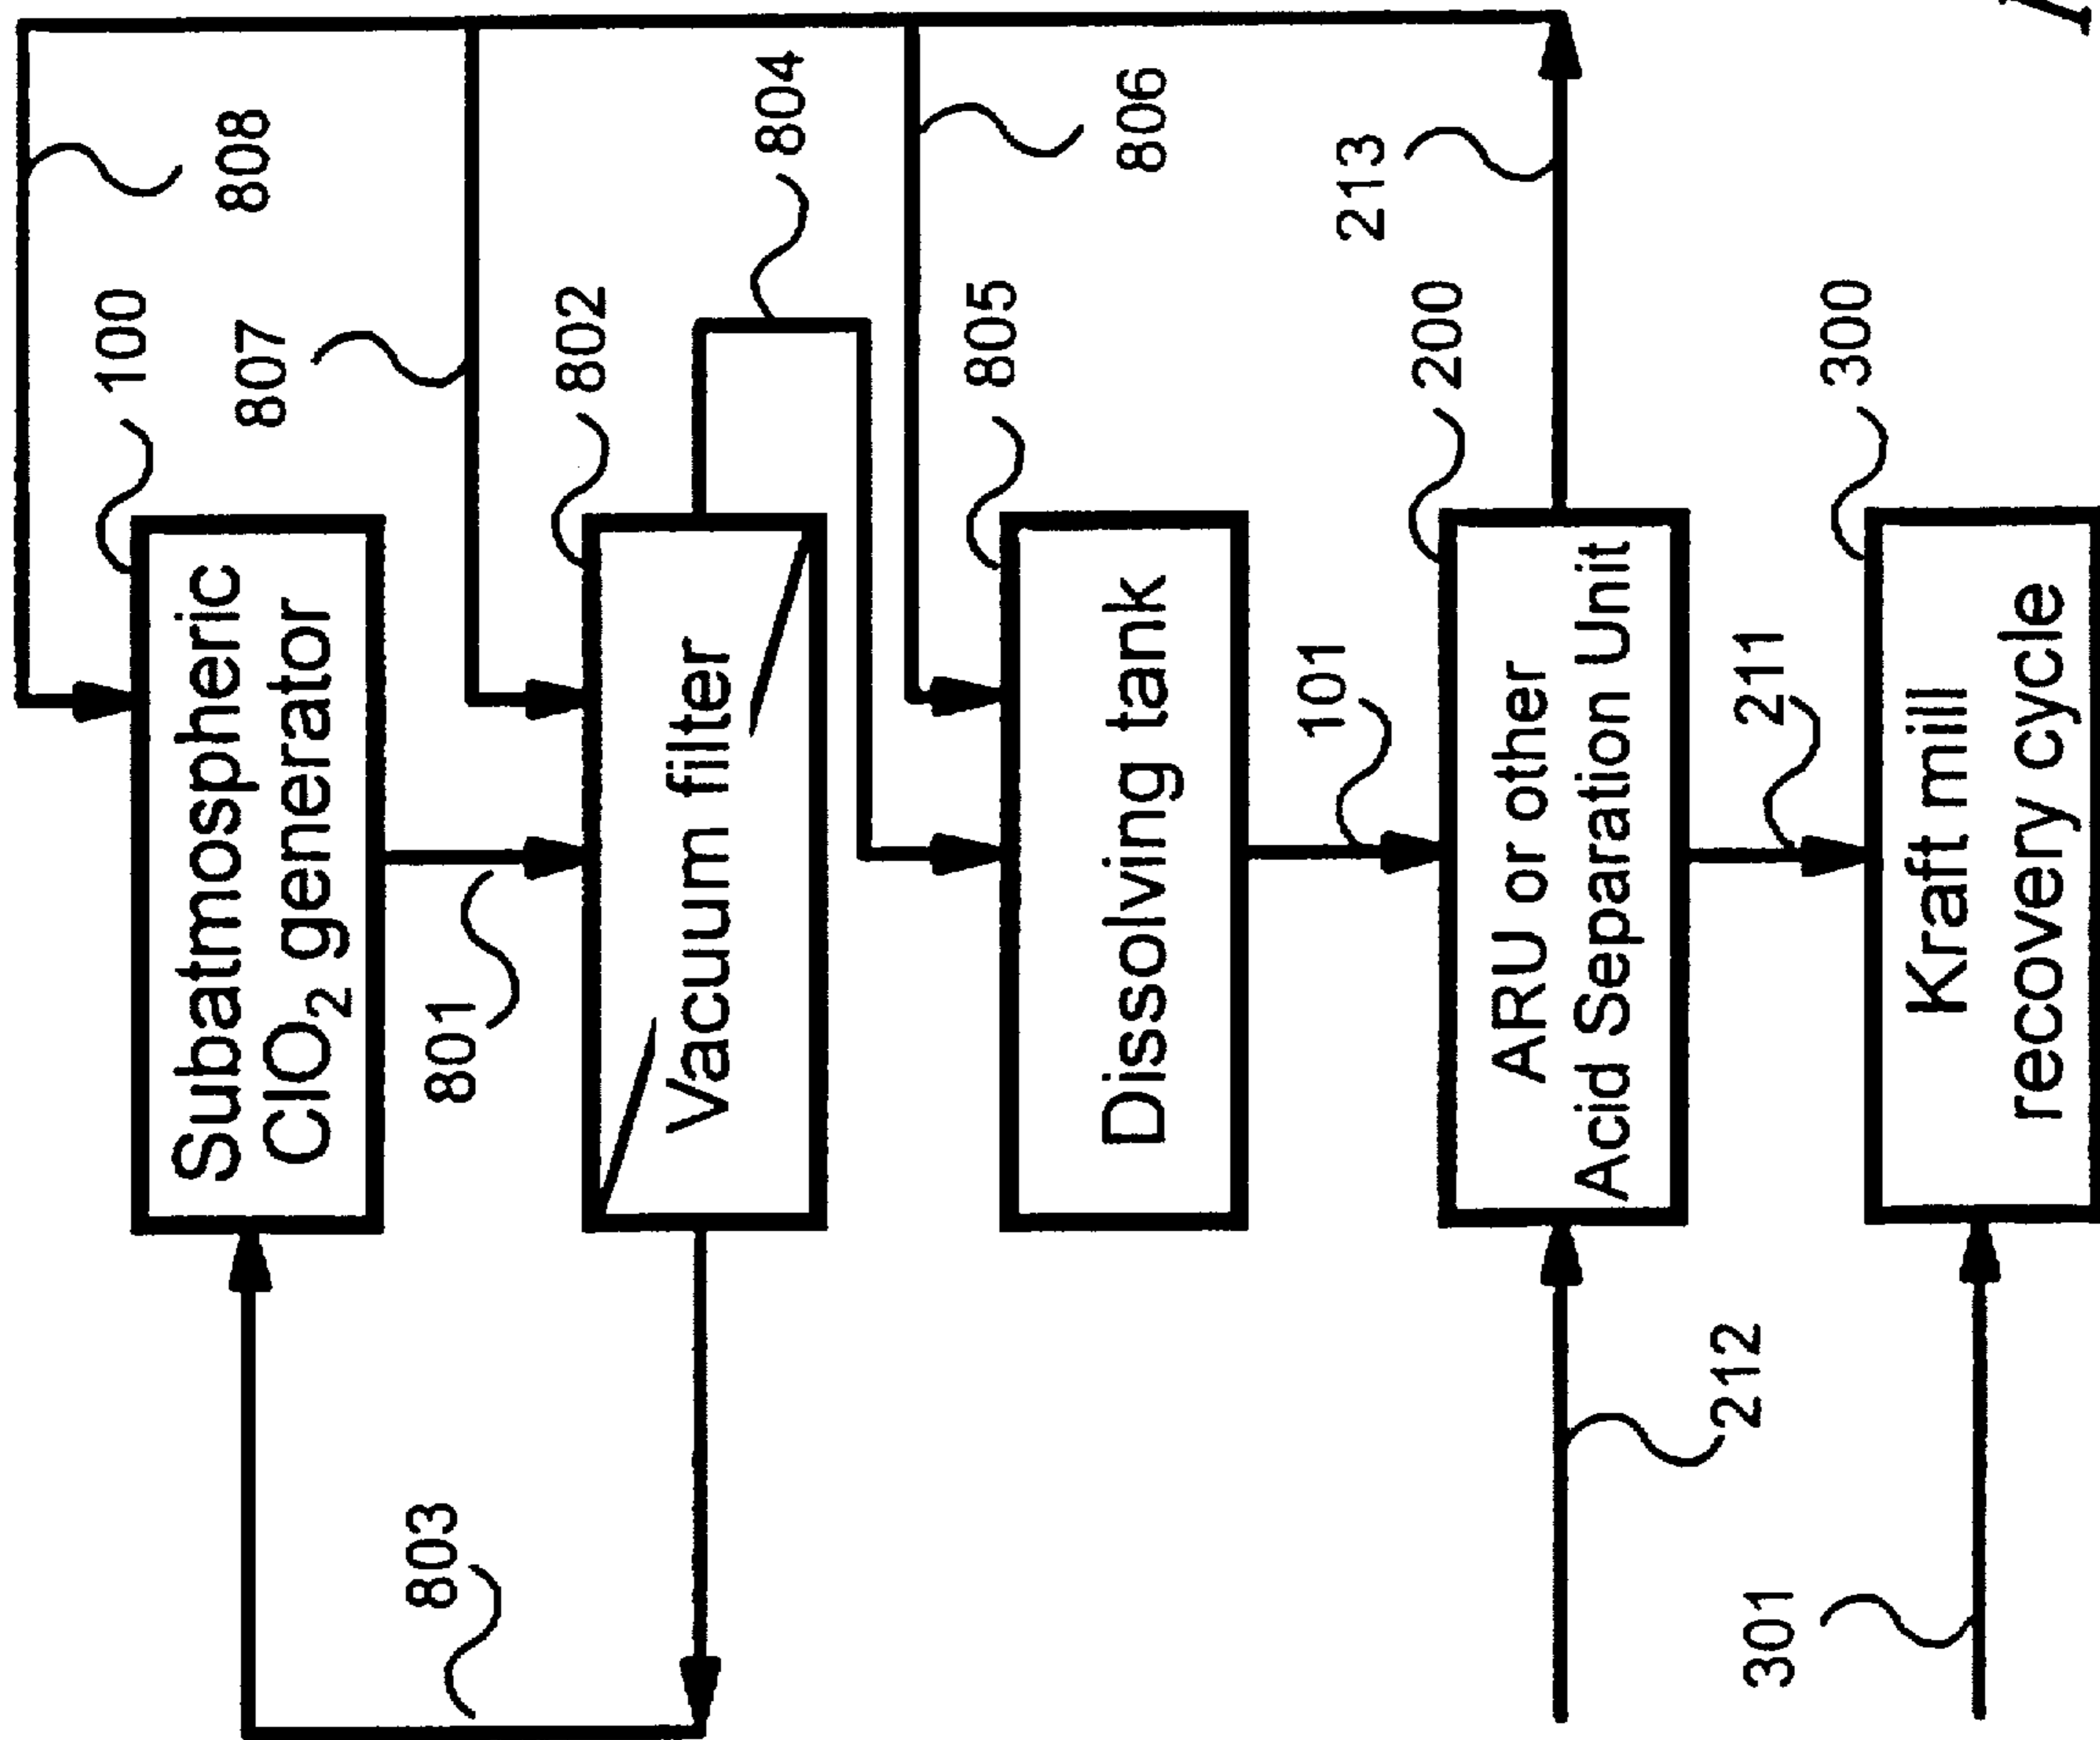 808
100
Subatmospheric
ClO₂ generator
807
801
803
802
Vacuum filter
804
806
805
Dissolving tank
101
213
200
ARU or other
Acid Separation Unit
212
211
300
Kraft mill
recovery cycle
301